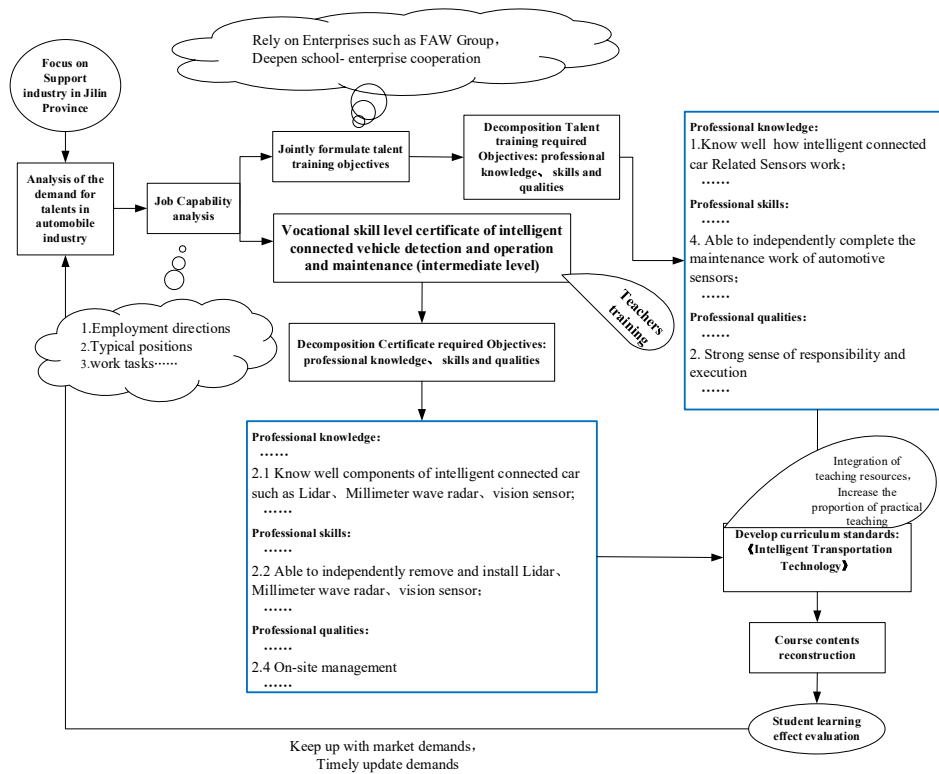 Rely on Enterprises such as FAW Group，
Deepen school- enterprise cooperation
Focus on
Support
industry in Jilin
Province
Analysis of the
demand for
talents in
automobile
industry
Job Capability
analysis
Jointly formulate talent
training objectives
Decomposition Talent
training required
Objectives: professional
knowledge、 skills and
qualities
Vocational skill level certificate of intelligent
connected vehicle detection and operation
and maintenance (intermediate level)
Teachers
training
1.Employment directions
2.Typical positions
3.work tasks······
Decomposition Certificate required Objectives:
professional knowledge、 skills and qualities
Professional knowledge：
1.Know well  how intelligent connected
car Related Sensors work；
······
Professional skills:
······
4. Able to independently complete the
maintenance work of automotive
sensors；
······
Professional qualities：
······
2. Strong sense of responsibility and
execution
······
Professional knowledge：
······
2.1 Know well components of intelligent connected car
such as Lidar、Millimeter wave radar、vision sensor;
······
Professional skills:
······
2.2 Able to independently remove and install Lidar、
Millimeter wave radar、vision sensor；
······
Professional qualities：
······
2.4 On-site management
······
Integration of
teaching resources，
Increase the
proportion of practical
teaching
Develop curriculum standards:
《Intelligent Transportation
Technology》
Course contents
reconstruction
Student learning
effect evaluation
Keep up with market demands，
Timely update demands